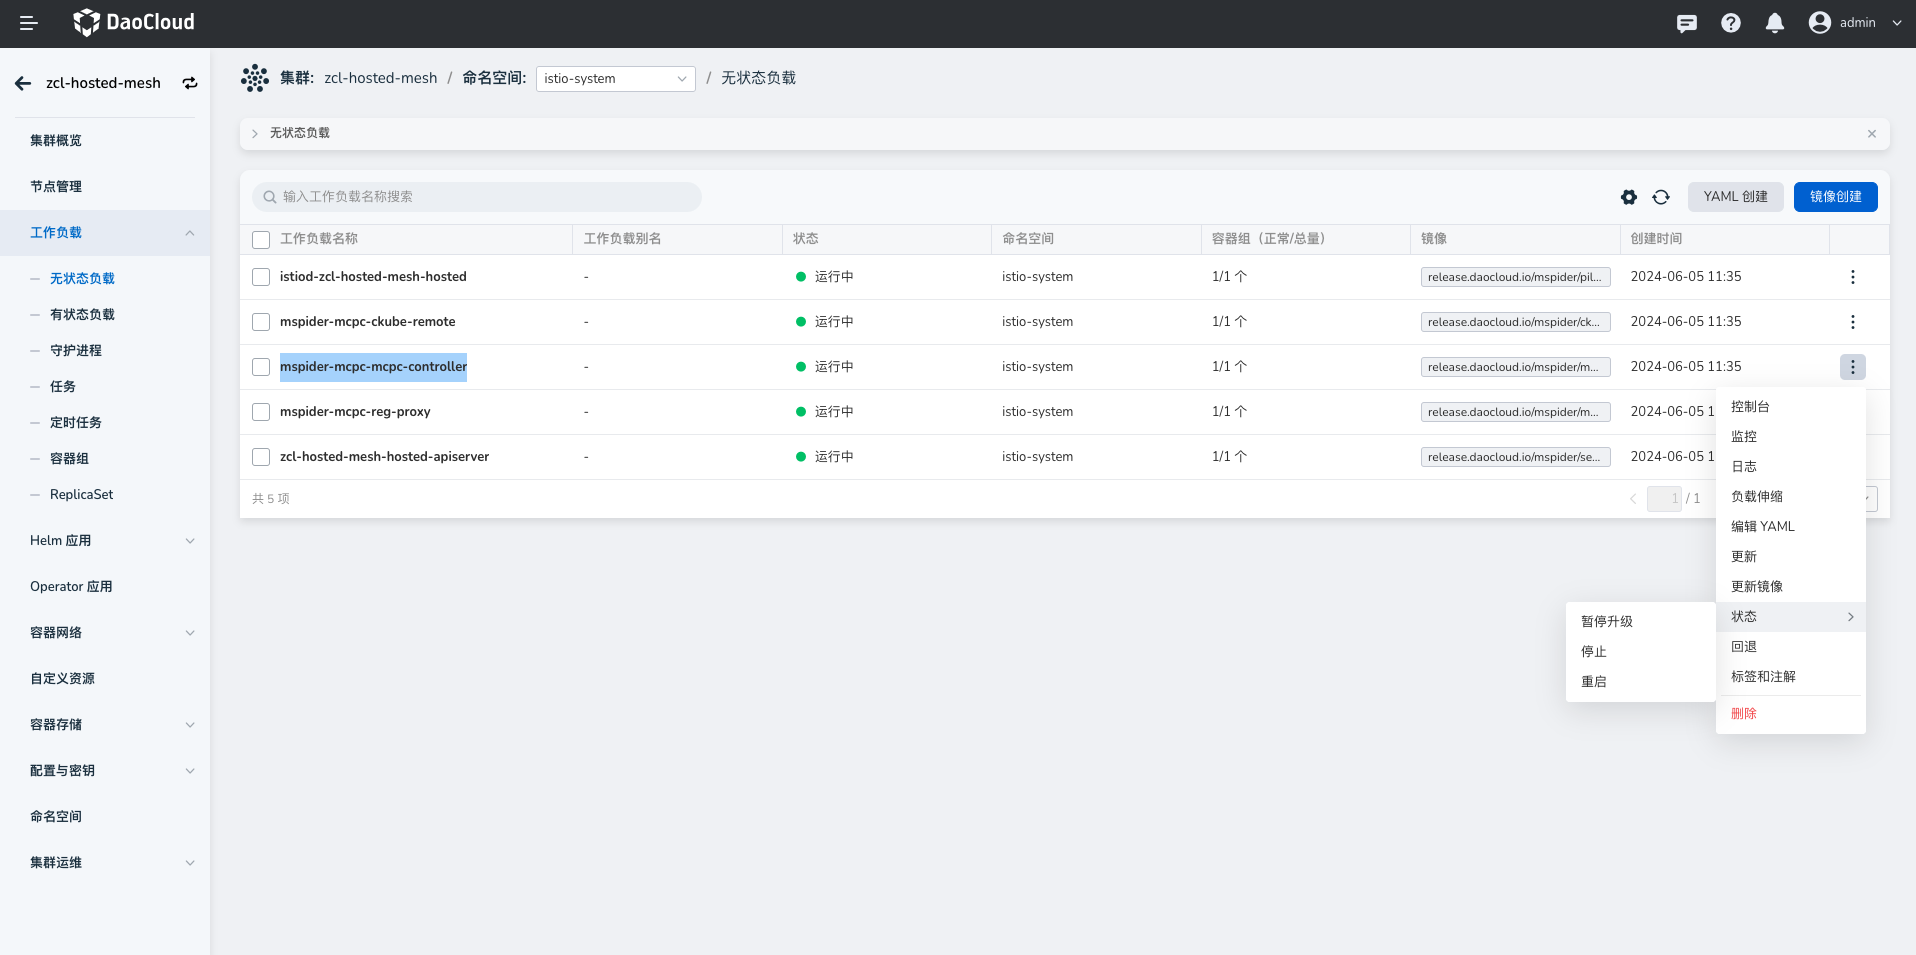 DaoCloud
admin
zcl-hosted-mesh
集群: zcl-hosted-mesh / 命名空间: istio-system / 无状态负载
集群概览
节点管理
工作负载
无状态负载
有状态负载
守护进程
任务
定时任务
容器组
ReplicaSet
Helm 应用
Operator 应用
容器网络
自定义资源
容器存储
配置与密钥
命名空间
集群运维
无状态负载
输入工作负载名称搜索
YAML 创建
镜像创建
工作负载名称 工作负载别名 状态 命名空间 容器组（正常/总量） 镜像 创建时间
istiod-zcl-hosted-mesh-hosted - 运行中 istio-system 1/1 个 release.daocloud.io/mspider/pil... 2024-06-05 11:35
mspider-mcpc-ckube-remote - 运行中 istio-system 1/1 个 release.daocloud.io/mspider/ck... 2024-06-05 11:35
mspider-mcpc-mcpc-controller - 运行中 istio-system 1/1 个 release.daocloud.io/mspider/m... 2024-06-05 11:35
mspider-mcpc-reg-proxy - 运行中 istio-system 1/1 个 release.daocloud.io/mspider/m... 2024-06-05 1
zcl-hosted-mesh-hosted-apiserver - 运行中 istio-system 1/1 个 release.daocloud.io/mspider/se... 2024-06-05 1
共 5 项
1 / 1
控制台
监控
日志
负载伸缩
编辑 YAML
更新
更新镜像
状态
回退
标签和注解
删除
暂停升级
停止
重启